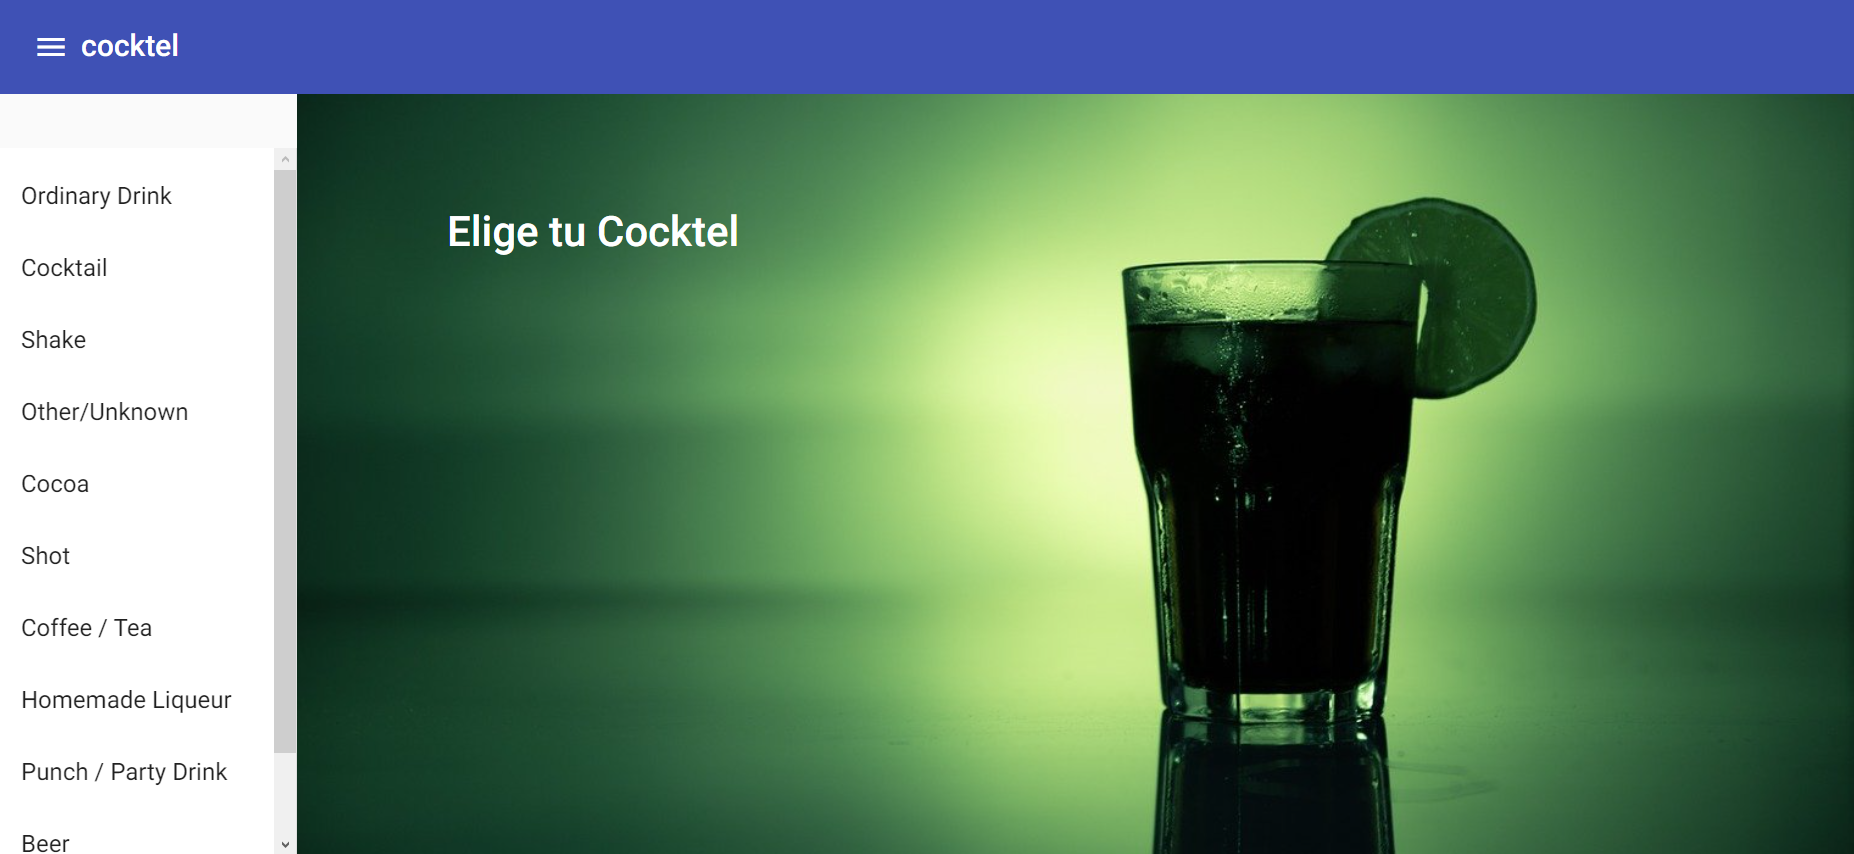 cocktel
Ordinary Drink
Cocktail
Shake
Other/Unknown
Cocoa
Shot
Coffee / Tea
Homemade Liqueur
Punch / Party Drink
Beer
Elige tu Cocktel